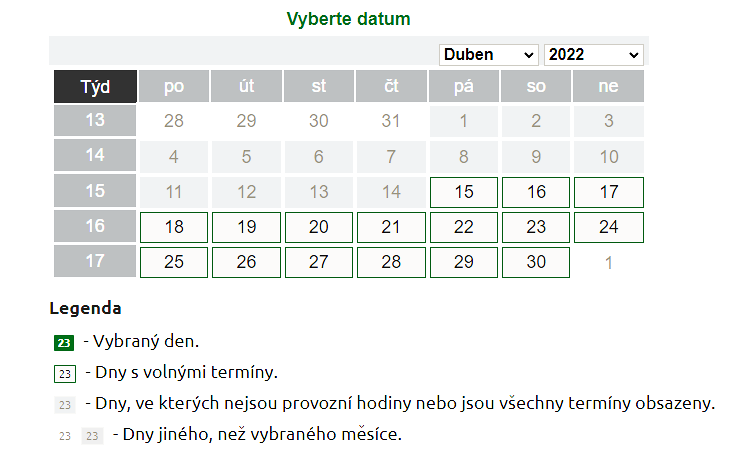 Vyberte datum
Duben 2022
Týd po út st čt pá so ne
13 28 29 30 31 1 2 3
14 4 5 6 7 8 9 10
15 11 12 13 14 15 16 17
16 18 19 20 21 22 23 24
17 25 26 27 28 29 30 1
Legenda
23 - Vybraný den.
23 - Dny s volnými termíny.
23 - Dny, ve kterých nejsou provozní hodiny nebo jsou všechny termíny obsazeny.
23 23 - Dny jiného, než vybraného měsíce.